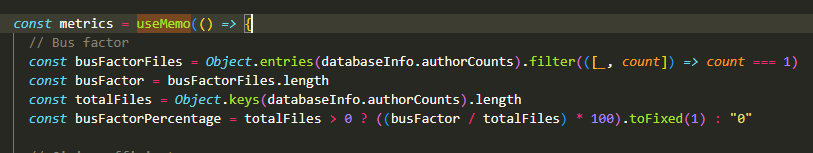 const metrics = useMemo(() => {
// Bus factor
const busFactorFiles = Object.entries(databaseInfo.authorCounts).filter(([_, count]) => count === 1)
const busFactor = busFactorFiles.length
const totalFiles = Object.keys(databaseInfo.authorCounts).length
const busFactorPercentage = totalFiles > 0 ? ((busFactor / totalFiles) * 100).toFixed(1) : "0"